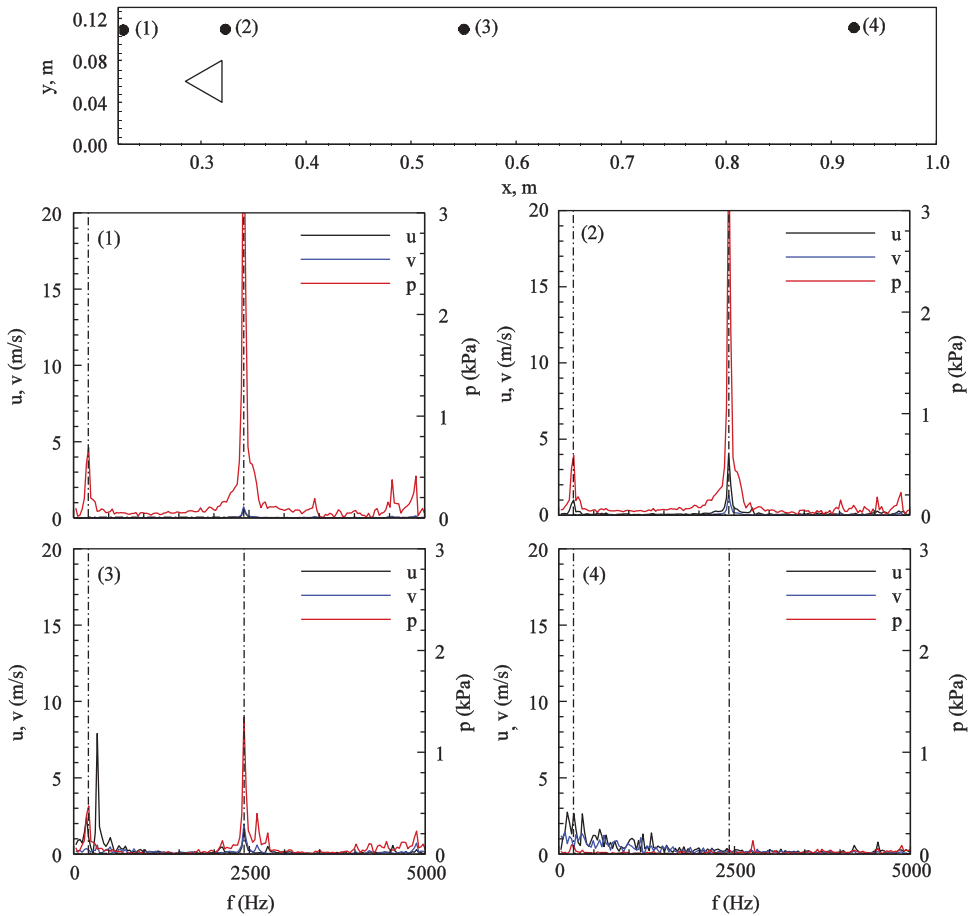 0.12
(1)
(2)
(3)
(4)
y, m
0.08
0.04
0.00
0.3 0.4 0.5 0.6 0.7 0.8 0.9 1.0
x, m
20
15
10
5
0
u, v (m/s)
(1)
u
v
p
3
2
1
0
p (kPa)
20
15
10
5
0
u, v (m/s)
(2)
u
v
p
3
2
1
0
p (kPa)
20
15
10
5
0
u, v (m/s)
(3)
u
v
p
3
2
1
0
p (kPa)
0 2500 5000
f (Hz)
20
15
10
5
0
u, v (m/s)
(4)
u
v
p
3
2
1
0
p (kPa)
0 2500 5000
f (Hz)